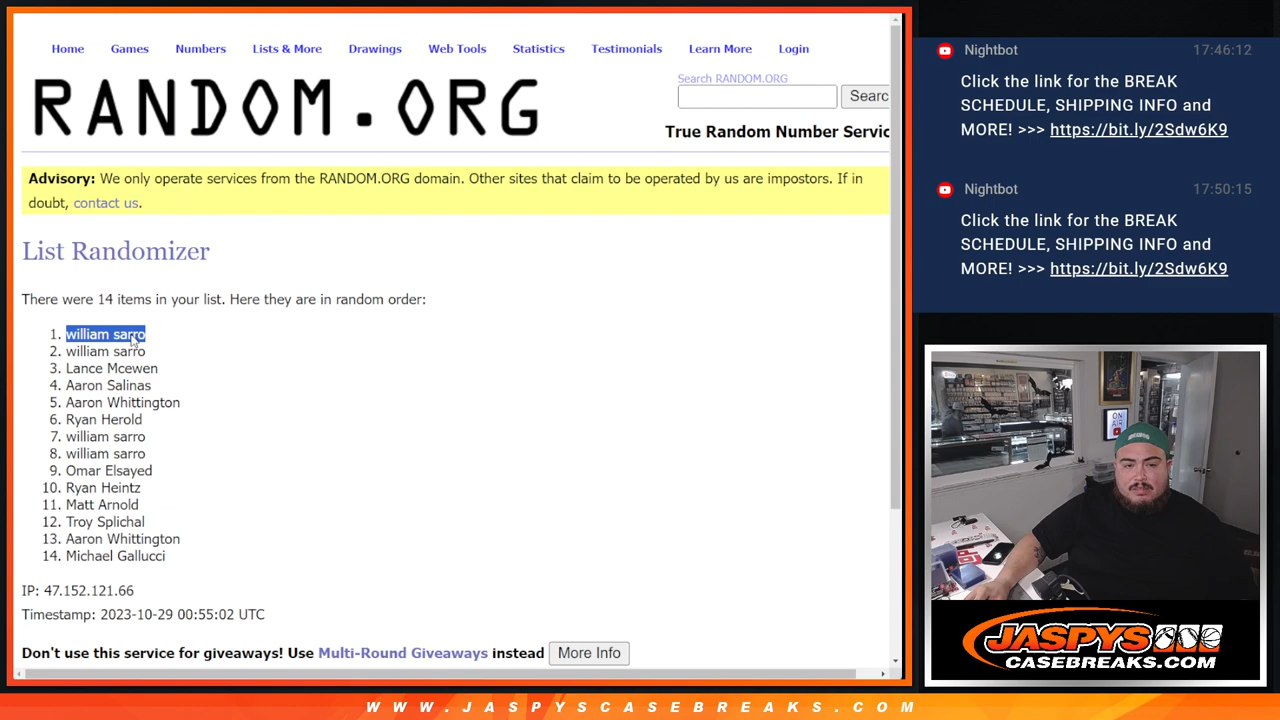 Home Games Numbers Lists & More Drawings Web Tools Statistics Testimonials Learn More Login
RANDOM.ORG
Search RANDOM.ORG
Searc
True Random Number Servic
Advisory: We only operate services from the RANDOM.ORG domain. Other sites that claim to be operated by us are impostors. If in
doubt, contact us.
List Randomizer
There were 14 items in your list. Here they are in random order:
1. william sarro
2. william sarro
3. Lance Mcewen
4. Aaron Salinas
5. Aaron Whittington
6. Ryan Herold
7. william sarro
8. william sarro
9. Omar Elsayed
10. Ryan Heintz
11. Matt Arnold
12. Troy Splichal
13. Aaron Whittington
14. Michael Gallucci
IP: 47.152.121.66
Timestamp: 2023-10-29 00:55:02 UTC
Don't use this service for giveaways! Use Multi-Round Giveaways instead More Info
Nightbot 17:46:12
Click the link for the BREAK
SCHEDULE, SHIPPING INFO and
MORE! >>> https://bit.ly/2Sdw6K9
Nightbot 17:50:15
Click the link for the BREAK
SCHEDULE, SHIPPING INFO and
MORE! >>> https://bit.ly/2Sdw6K9
ON
AIR
JASPYS
CASEBREAKS.COM
WWW.JASPYSCASEBREAKS.COM